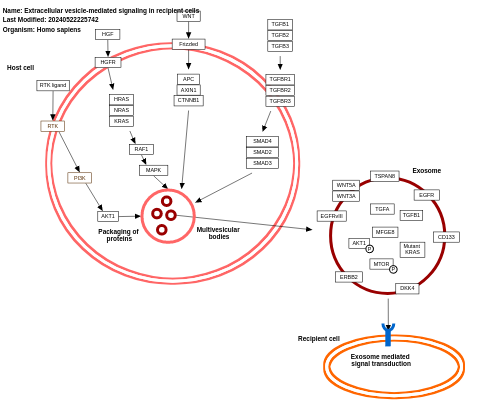 Name: Extracellular vesicle-mediated signaling in recipient cells
Last Modified: 20240522225742
Organism: Homo sapiens
WNT
TGFB1
TGFB2
TGFB3
HGF
Frizzled
HGFR
Host cell
RTK ligand
APC
AXIN1
CTNNB1
TGFBR1
TGFBR2
TGFBR3
HRAS
NRAS
KRAS
RTK
RAF1
SMAD4
SMAD2
SMAD3
MAPK
PI3K
AKT1
Packaging of
proteins
Multivesicular
bodies
Exosome
TSPAN8
WNT5A
WNT3A
EGFR
EGFRvIII
TGFA
TGFB1
MFGE8
CD133
AKT1
P
Mutant
KRAS
MTOR
P
ERBB2
DKK4
Recipient cell
Exosome mediated
signal transduction